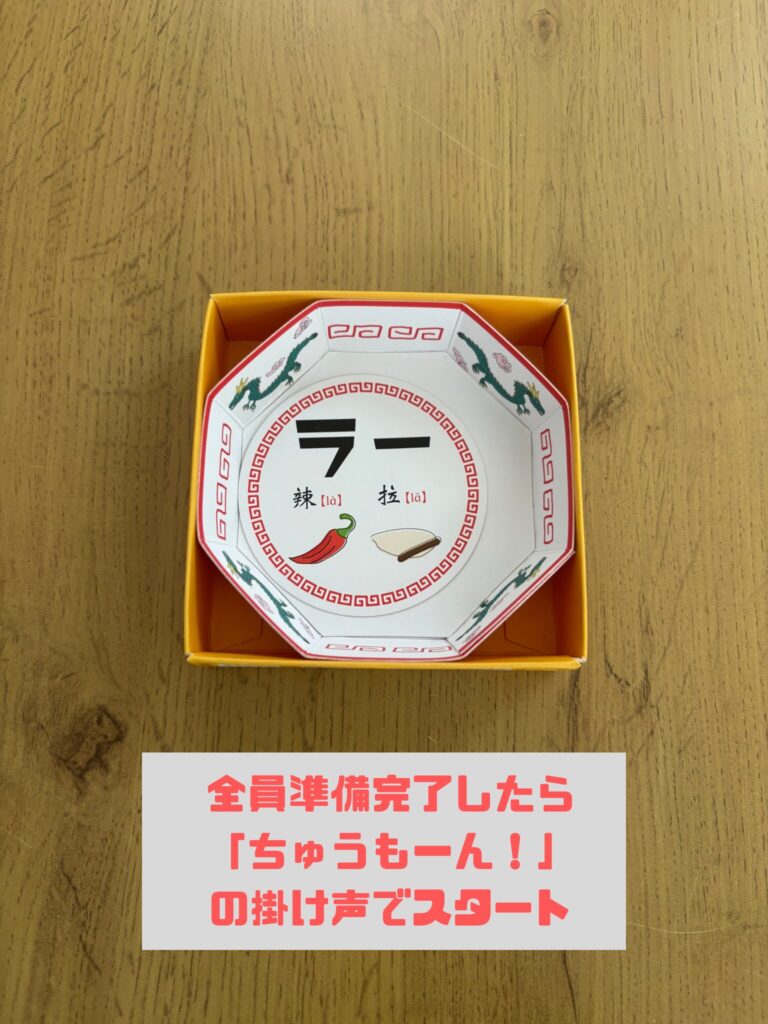 ラー
辣【là】 拉【lā】
全員準備完了したら
「ちゅうもーん！」
の掛け声でスタート